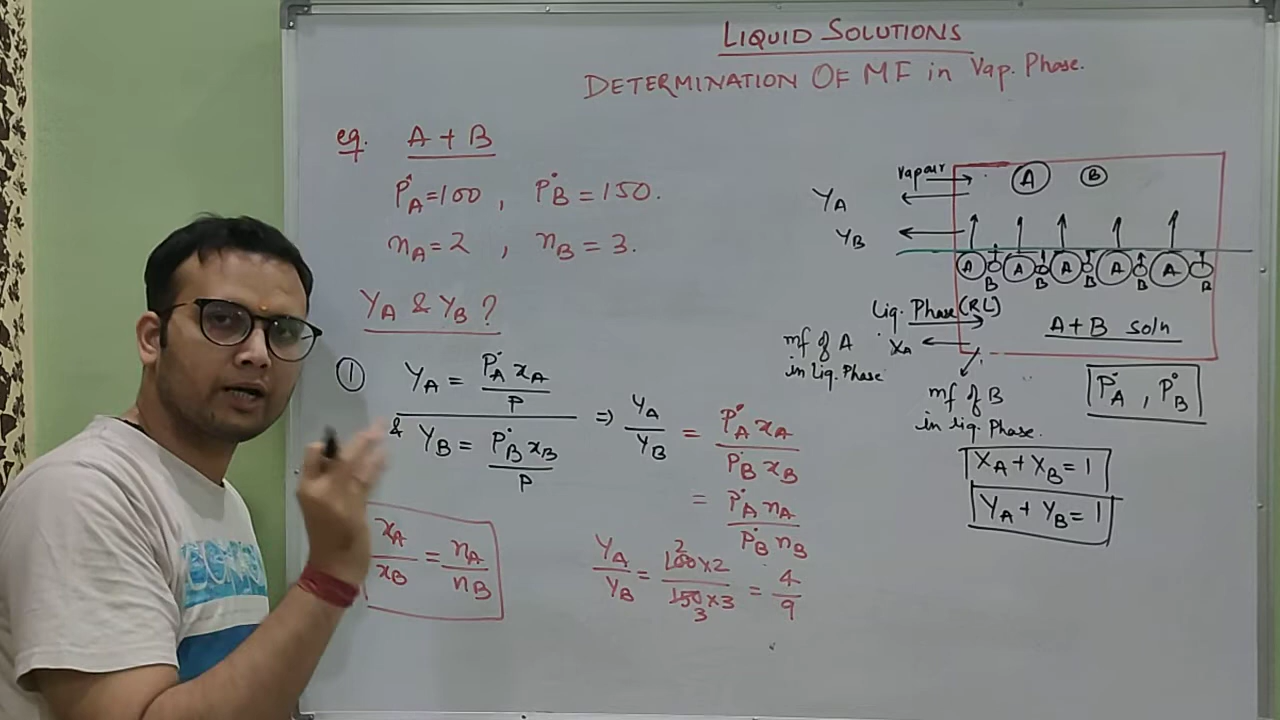 LIQUID SOLUTIONS
DETERMINATION OF MF in Vap. Phase.
eg. A + B
P°A = 100 , P°B = 150.
nA = 2 , nB = 3.
YA & YB ?
① YA = P°A xA / P
& YB = P°B xB / P
⇒ YA / YB = P°A xA / P°B xB
= P°A nA / P°B nB
xA / xB = nA / nB
YA / YB = 100 2 × 2 / 150 3 × 3 = 4 / 9
Vapour A B
YA
YB
A A A A A
B B B B B
Liq. Phase (RL)
A+B soln
mf of A XA
in Liq. Phase
mf of B
in liq Phase.
P°A , P°B
XA + XB = 1
YA + YB = 1